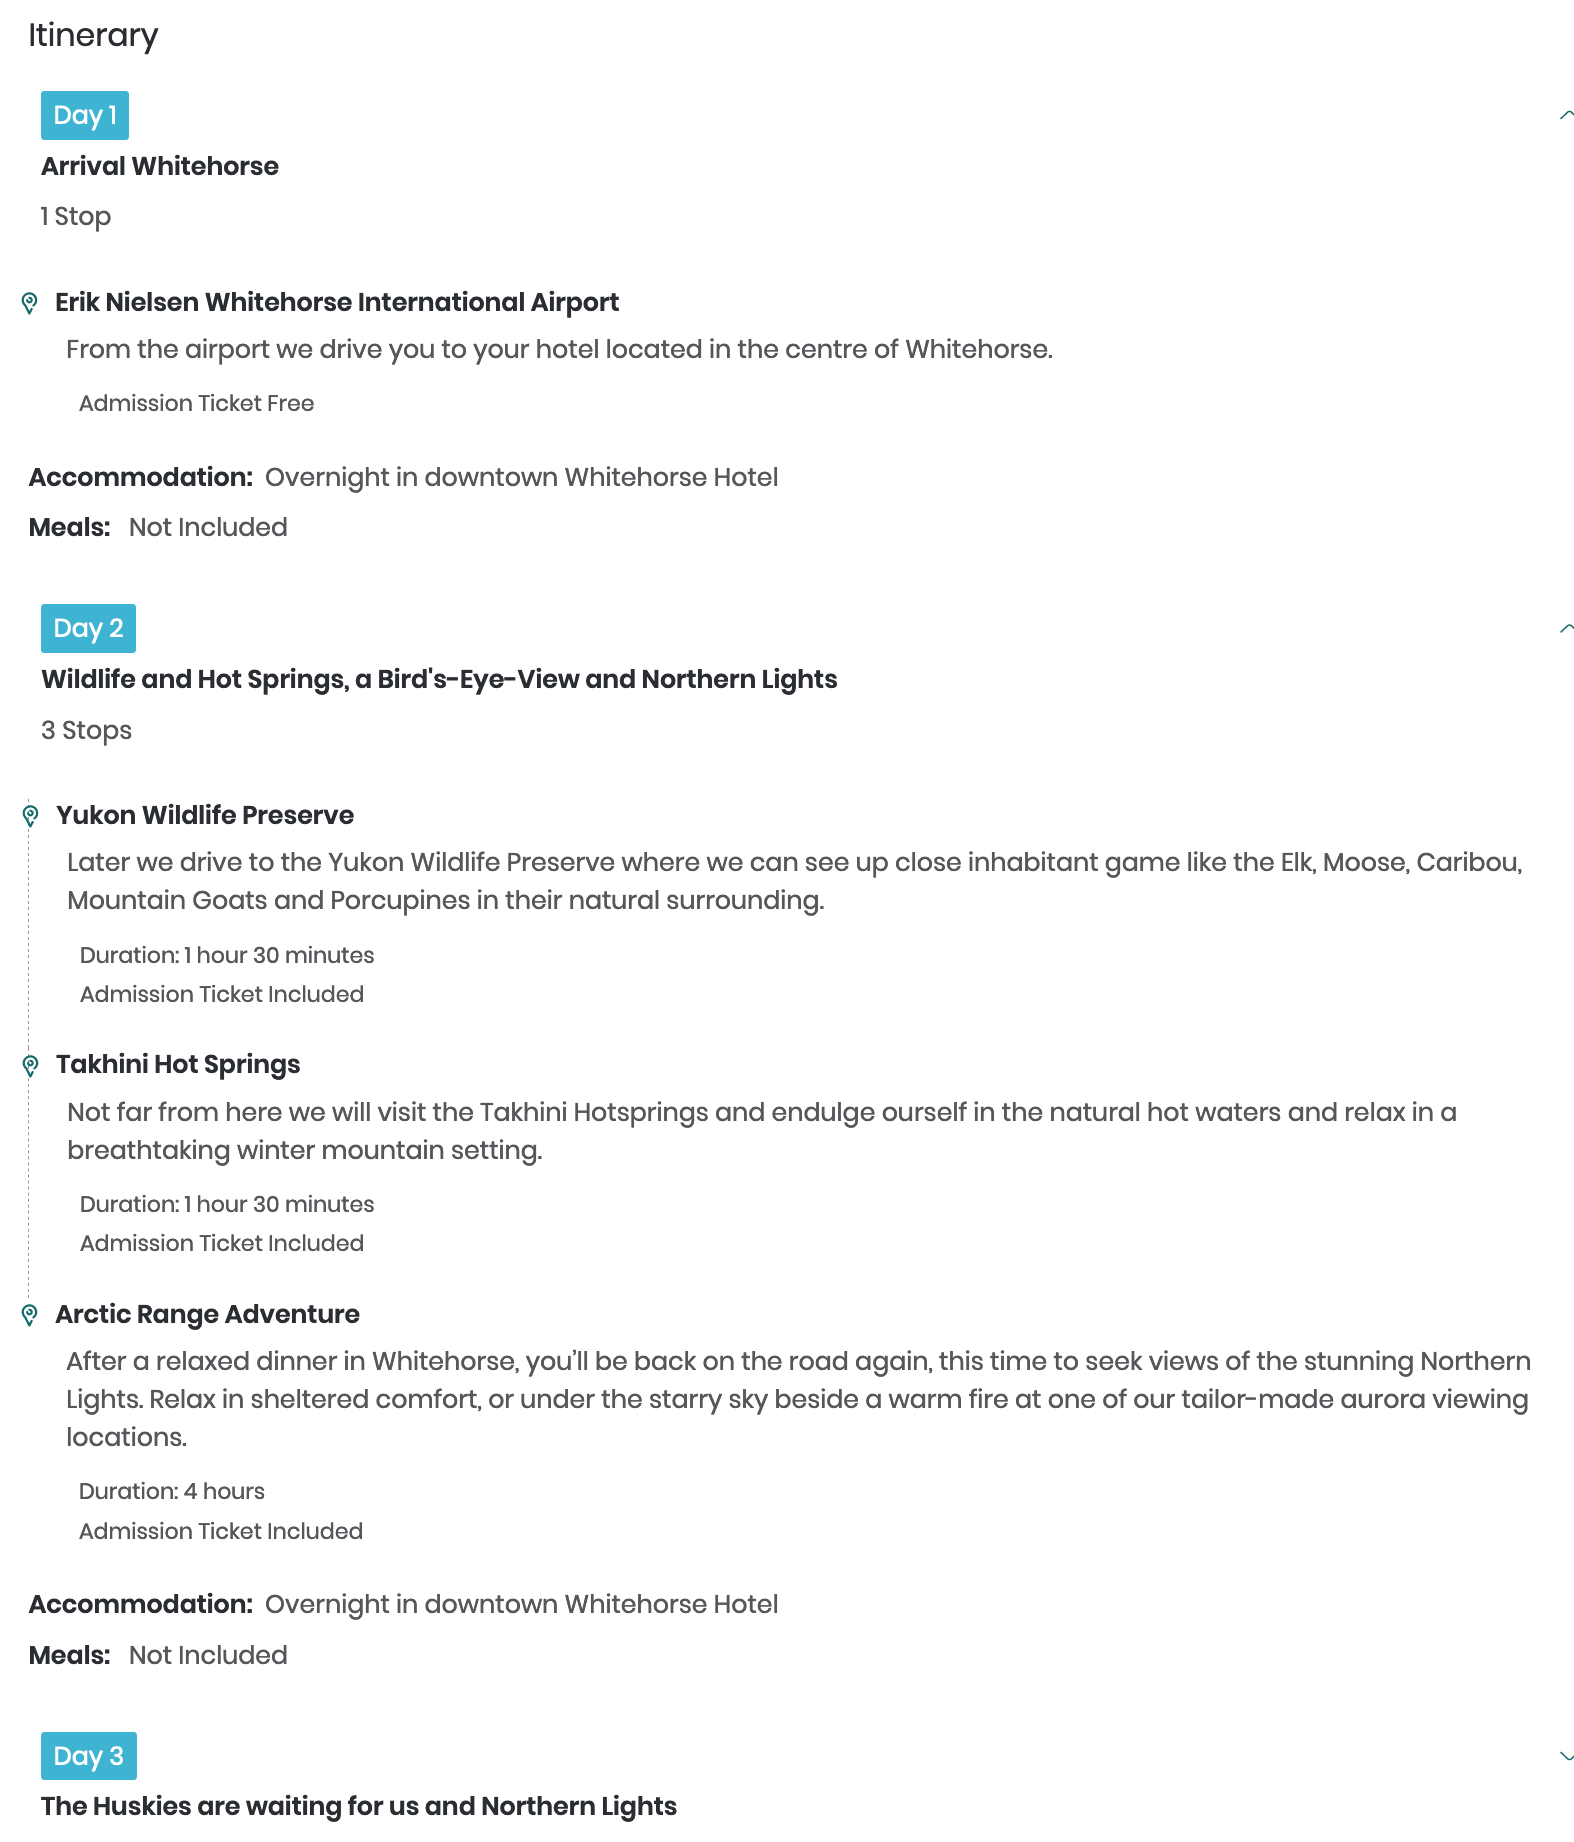 Itinerary
Day 1
Arrival Whitehorse
1 Stop
Erik Nielsen Whitehorse International Airport
From the airport we drive you to your hotel located in the centre of Whitehorse.
Admission Ticket Free
Accommodation: Overnight in downtown Whitehorse Hotel
Meals: Not Included
Day 2
Wildlife and Hot Springs, a Bird's-Eye-View and Northern Lights
3 Stops
Yukon Wildlife Preserve
Later we drive to the Yukon Wildlife Preserve where we can see up close inhabitant game like the Elk, Moose, Caribou,
Mountain Goats and Porcupines in their natural surrounding.
Duration: 1 hour 30 minutes
Admission Ticket Included
Takhini Hot Springs
Not far from here we will visit the Takhini Hotsprings and endulge ourself in the natural hot waters and relax in a
breathtaking winter mountain setting.
Duration: 1 hour 30 minutes
Admission Ticket Included
Arctic Range Adventure
After a relaxed dinner in Whitehorse, you’ll be back on the road again, this time to seek views of the stunning Northern
Lights. Relax in sheltered comfort, or under the starry sky beside a warm fire at one of our tailor-made aurora viewing
locations.
Duration: 4 hours
Admission Ticket Included
Accommodation: Overnight in downtown Whitehorse Hotel
Meals: Not Included
Day 3
The Huskies are waiting for us and Northern Lights